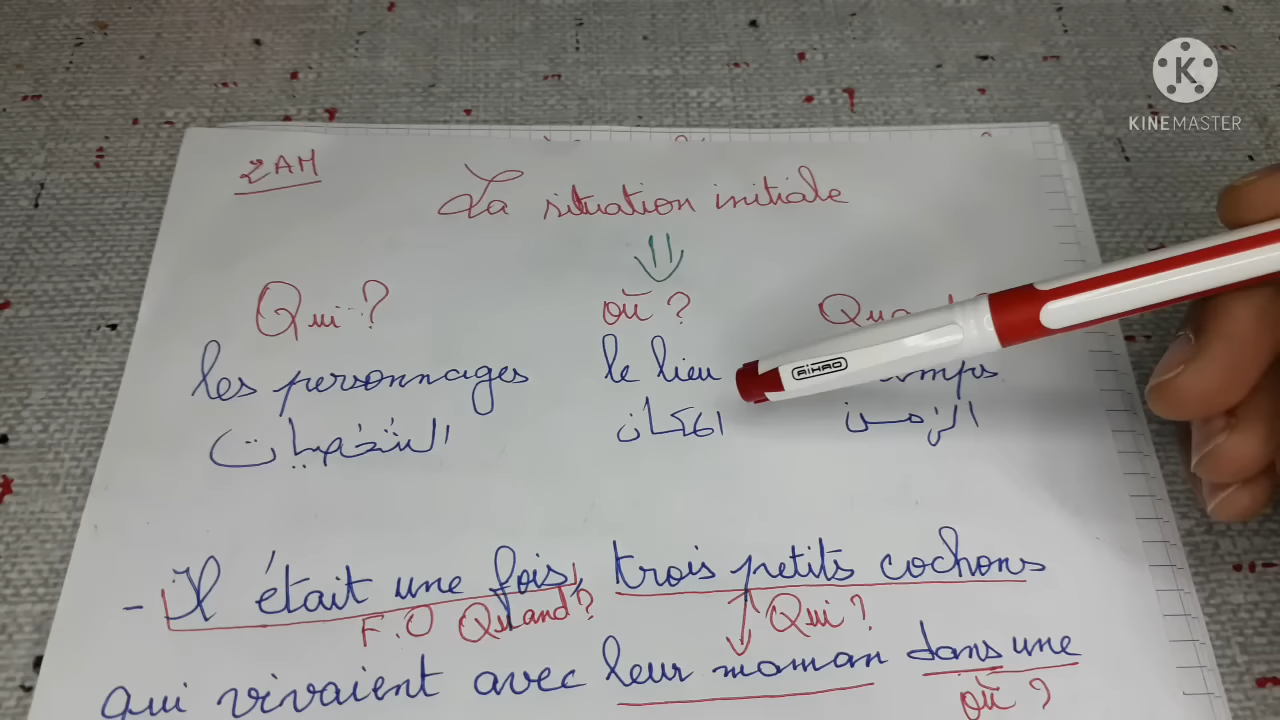 KINEMASTER
2AM
La situation initiale
Qui ? où ?
les personnages le lieu
الشخصيات المكان الزمن
AIHAO
- Il était une fois, trois petits cochons
F.O Quand ? Qui ?
qui vivaient avec leur maman dans une
où ?